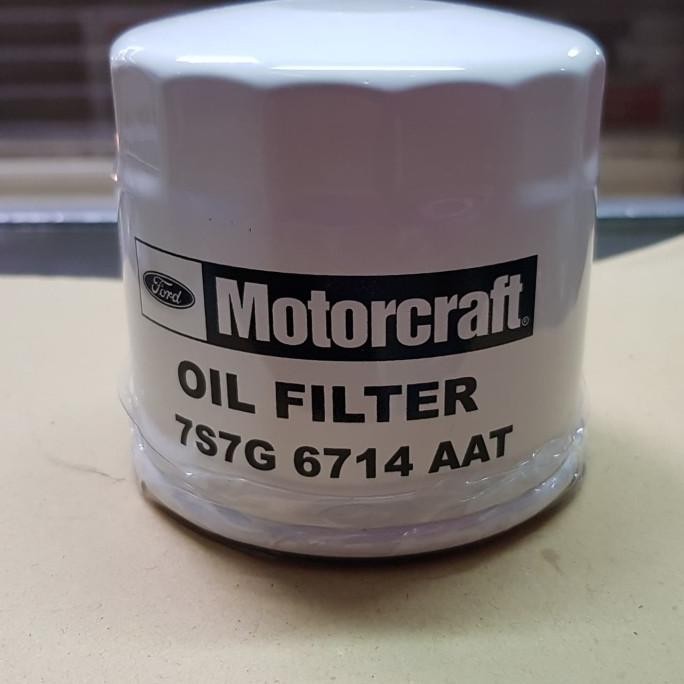 Ford Motorcraft®
OIL FILTER
7S7G 6714 AAT